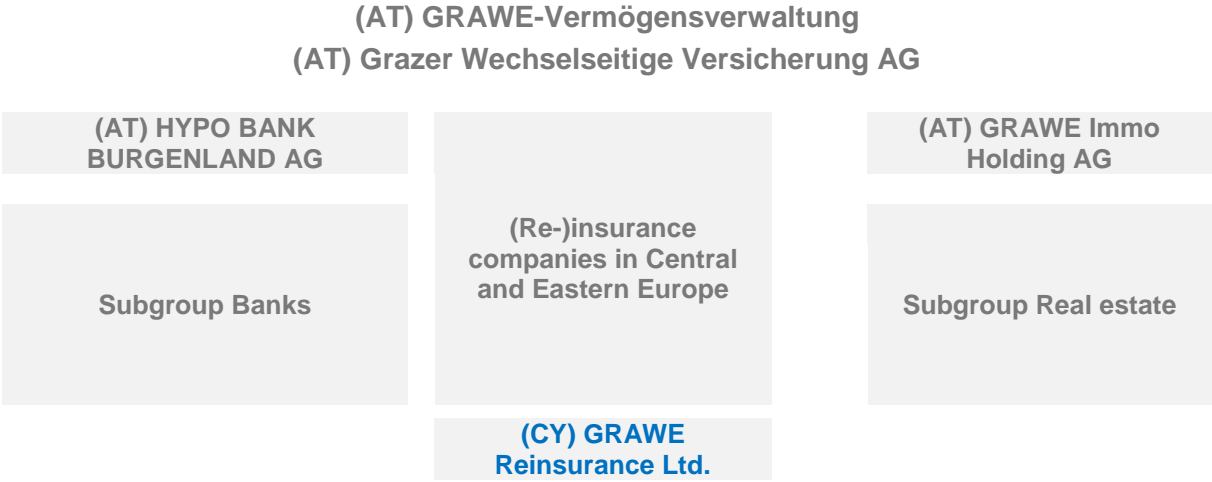 (AT) GRAWE-Vermögensverwaltung
(AT) Grazer Wechselseitige Versicherung AG
(AT) HYPO BANK
BURGENLAND AG
(AT) GRAWE Immo
Holding AG
(Re-)insurance
companies in Central
and Eastern Europe
Subgroup Banks
Subgroup Real estate
(CY) GRAWE
Reinsurance Ltd.